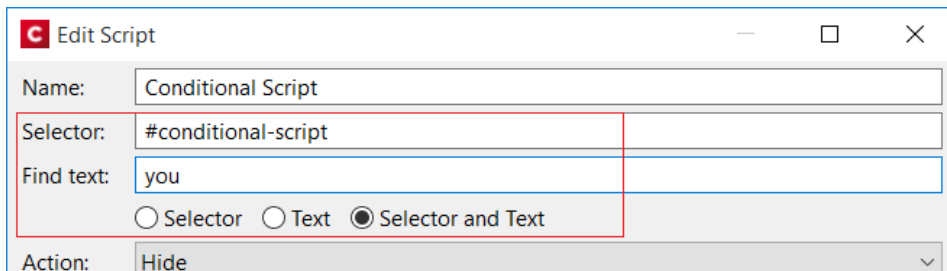 C Edit Script
Name: Conditional Script
Selector: #conditional-script
Find text: you
Selector Text Selector and Text
Action: Hide